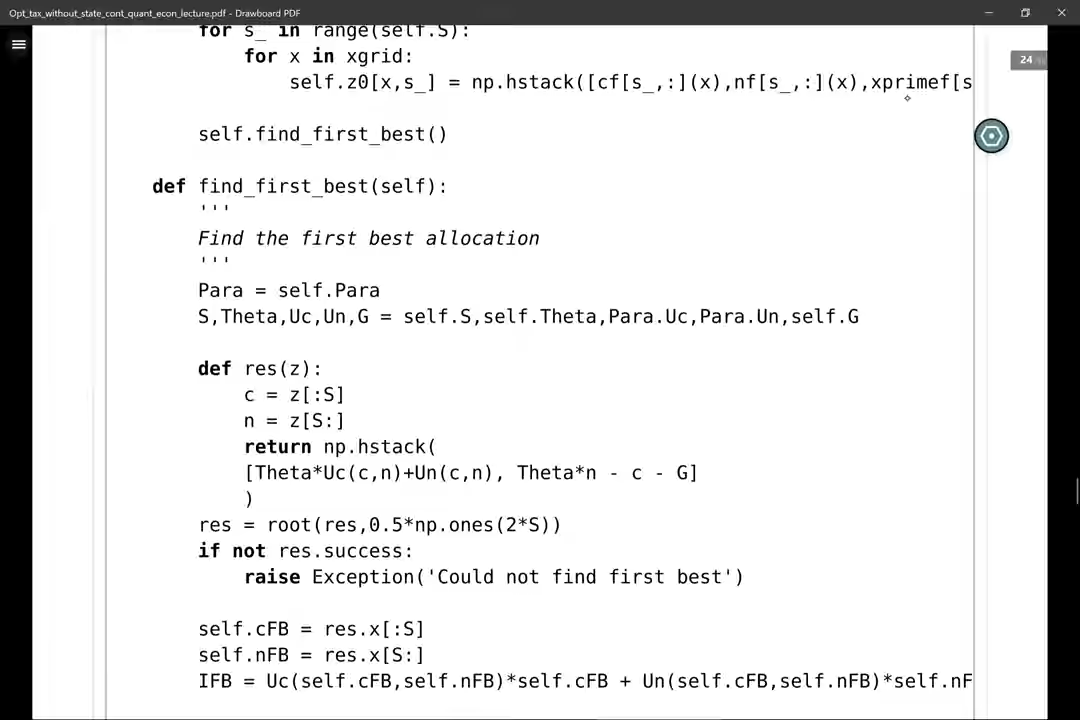 Opt_tax_without_state_cont_quant_econ_lecture.pdf - Drawboard PDF
24
for s_ in range(self.S):
for x in xgrid:
self.z0[x,s_] = np.hstack([cf[s_,:](x),nf[s_,:](x),xprimef[s
self.find_first_best()
def find_first_best(self):
'''
Find the first best allocation
'''
Para = self.Para
S,Theta,Uc,Un,G = self.S,self.Theta,Para.Uc,Para.Un,self.G
def res(z):
c = z[:S]
n = z[S:]
return np.hstack(
[Theta*Uc(c,n)+Un(c,n), Theta*n - c - G]
)
res = root(res,0.5*np.ones(2*S))
if not res.success:
raise Exception('Could not find first best')
self.cFB = res.x[:S]
self.nFB = res.x[S:]
IFB = Uc(self.cFB,self.nFB)*self.cFB + Un(self.cFB,self.nFB)*self.nF